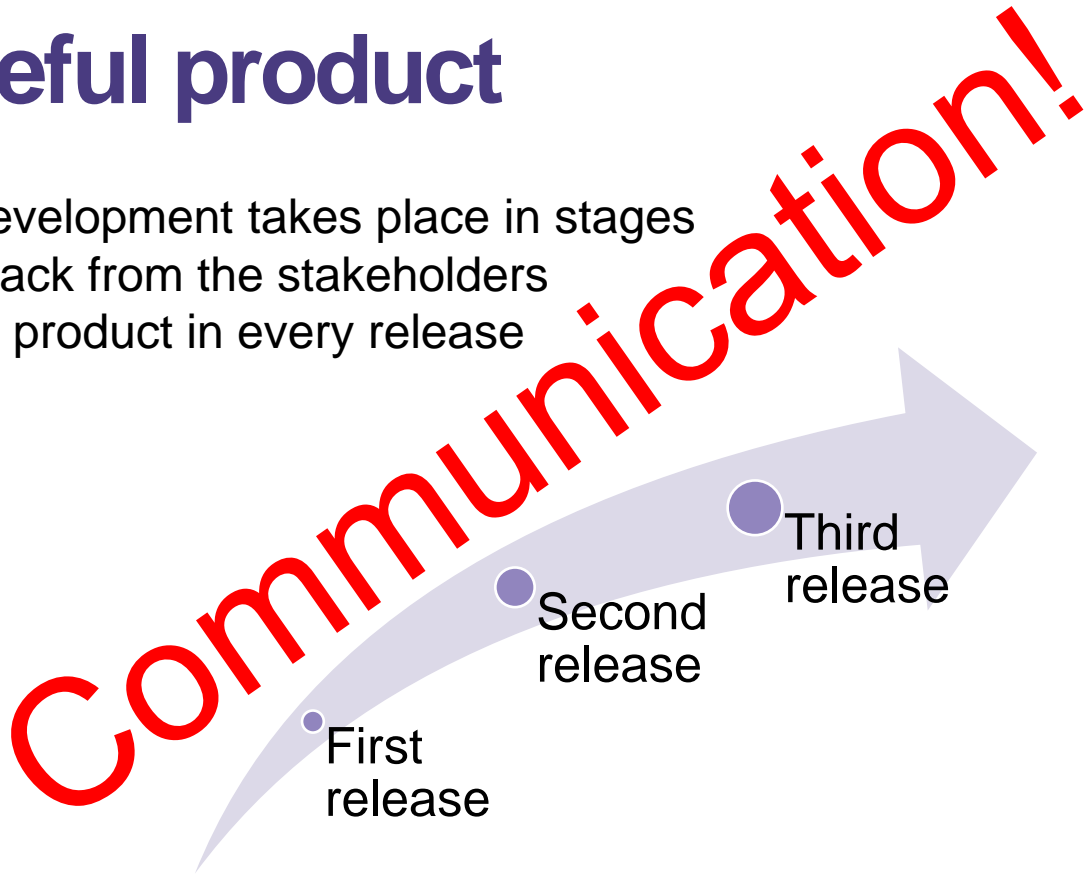 eful product
evelopment takes place in stages
ack from the stakeholders
product in every release
Communication!
Third
release
Second
release
First
release